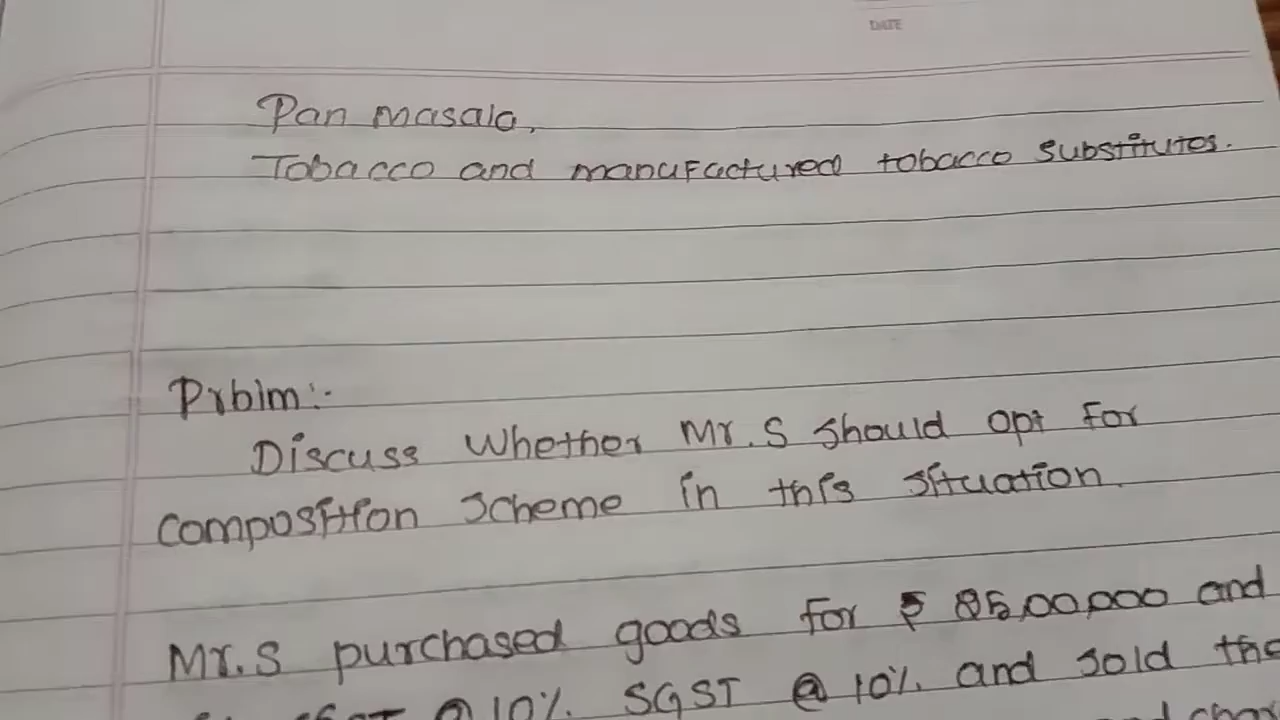 DATE
Pan masala,
Tobacco and manufactured tobacco substitutes.
Prblm:-
Discuss whether Mr.S should opt for
composition scheme in this situation.
Mr.S purchased goods for ₹ 85,00,000 and
@ 10%. SGST @ 10%. and sold the